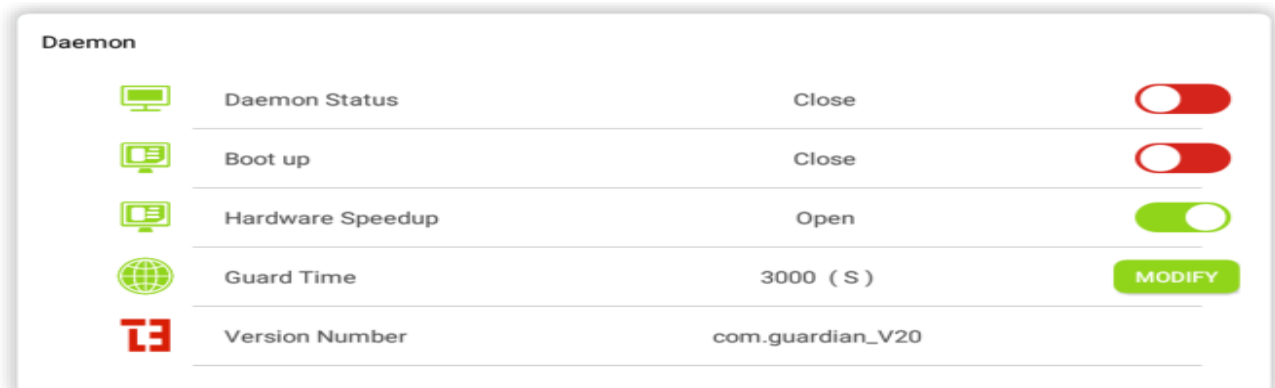 Daemon
Daemon Status Close
Boot up Close
Hardware Speedup Open
Guard Time 3000 ( S ) MODIFY
Version Number com.guardian_V20